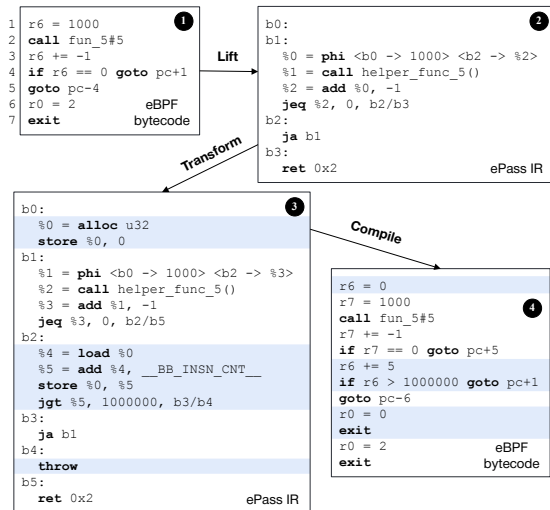 1 r6 = 1000
2 call fun_5#5
3 r6 += -1
4 if r6 == 0 goto pc+1
5 goto pc-4
6 r0 = 2 eBPF
7 exit bytecode
1
Lift
2
b0:
b1:
%0 = phi <b0 -> 1000> <b2 -> %2>
%1 = call helper_func_5()
%2 = add %0, -1
jeq %2, 0, b2/b3
b2:
ja b1
b3:
ret 0x2 ePass IR
Transform
3
b0:
%0 = alloc u32
store %0, 0
b1:
%1 = phi <b0 -> 1000> <b2 -> %3>
%2 = call helper_func_5()
%3 = add %1, -1
jeq %3, 0, b2/b5
b2:
%4 = load %0
%5 = add %4, __BB_INSN_CNT__
store %0, %5
jgt %5, 1000000, b3/b4
b3:
ja b1
b4:
throw
b5:
ret 0x2 ePass IR
Compile
4
r6 = 0
r7 = 1000
call fun_5#5
r7 += -1
if r7 == 0 goto pc+5
r6 += 5
if r6 > 1000000 goto pc+1
goto pc-6
r0 = 0
exit
r0 = 2 eBPF
exit bytecode